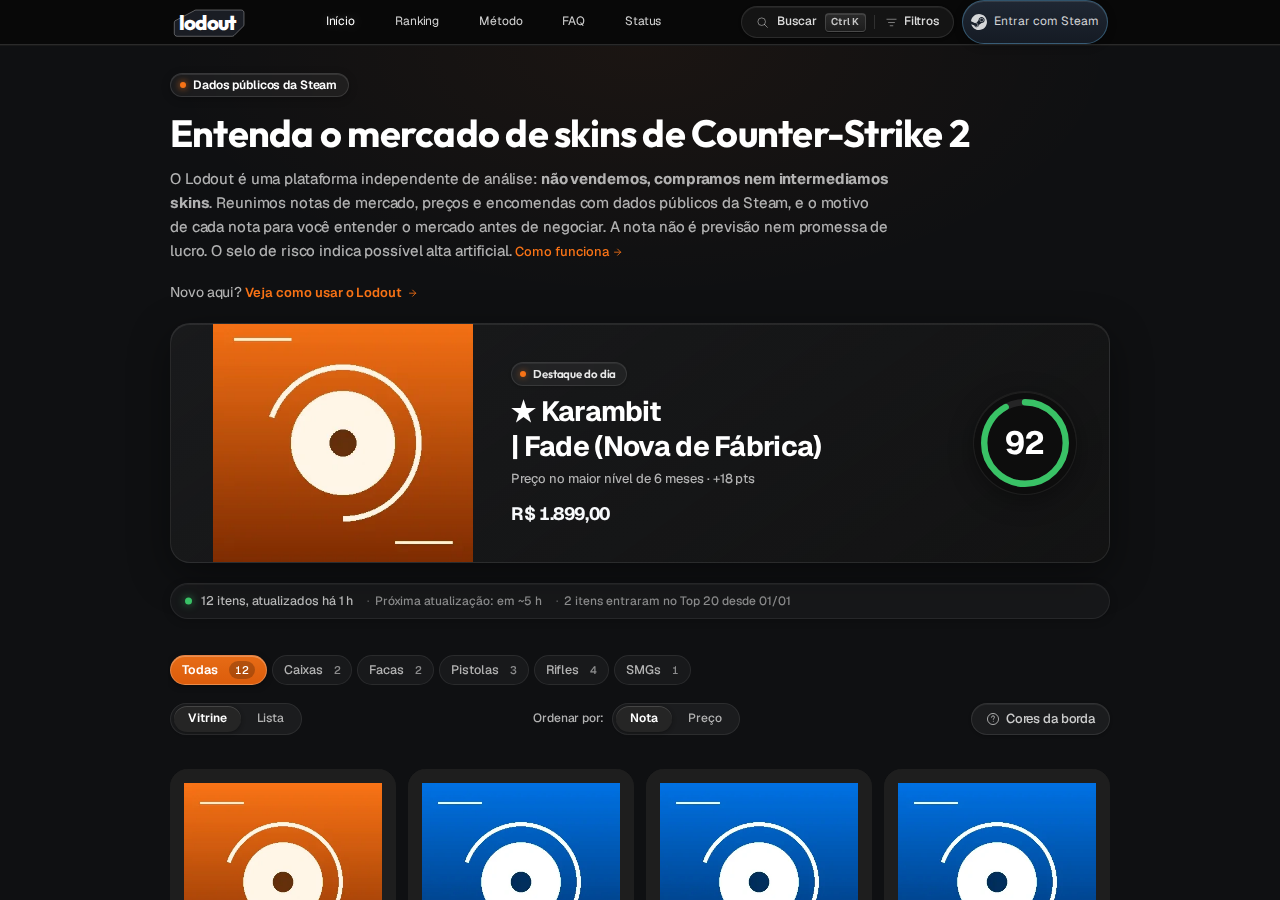 lodout
Início
Ranking
Método
FAQ
Status
Buscar Ctrl K
Filtros
Entrar com Steam
Dados públicos da Steam
Entenda o mercado de skins de Counter-Strike 2
O Lodout é uma plataforma independente de análise: não vendemos, compramos nem intermediamos
skins. Reunimos notas de mercado, preços e encomendas com dados públicos da Steam, e o motivo
de cada nota para você entender o mercado antes de negociar. A nota não é previsão nem promessa de
lucro. O selo de risco indica possível alta artificial. Como funciona →
Novo aqui? Veja como usar o Lodout →
Destaque do dia
★ Karambit
| Fade (Nova de Fábrica)
Preço no maior nível de 6 meses · +18 pts
R$ 1.899,00
92
12 itens, atualizados há 1 h · Próxima atualização: em ~5 h · 2 itens entraram no Top 20 desde 01/01
Todas 12
Caixas 2
Facas 2
Pistolas 3
Rifles 4
SMGs 1
Vitrine
Lista
Ordenar por:
Nota
Preço
Cores da borda